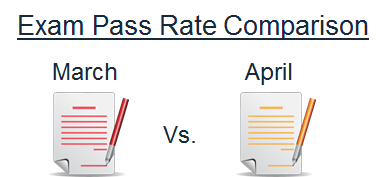 Exam Pass Rate Comparison
March April
Vs.